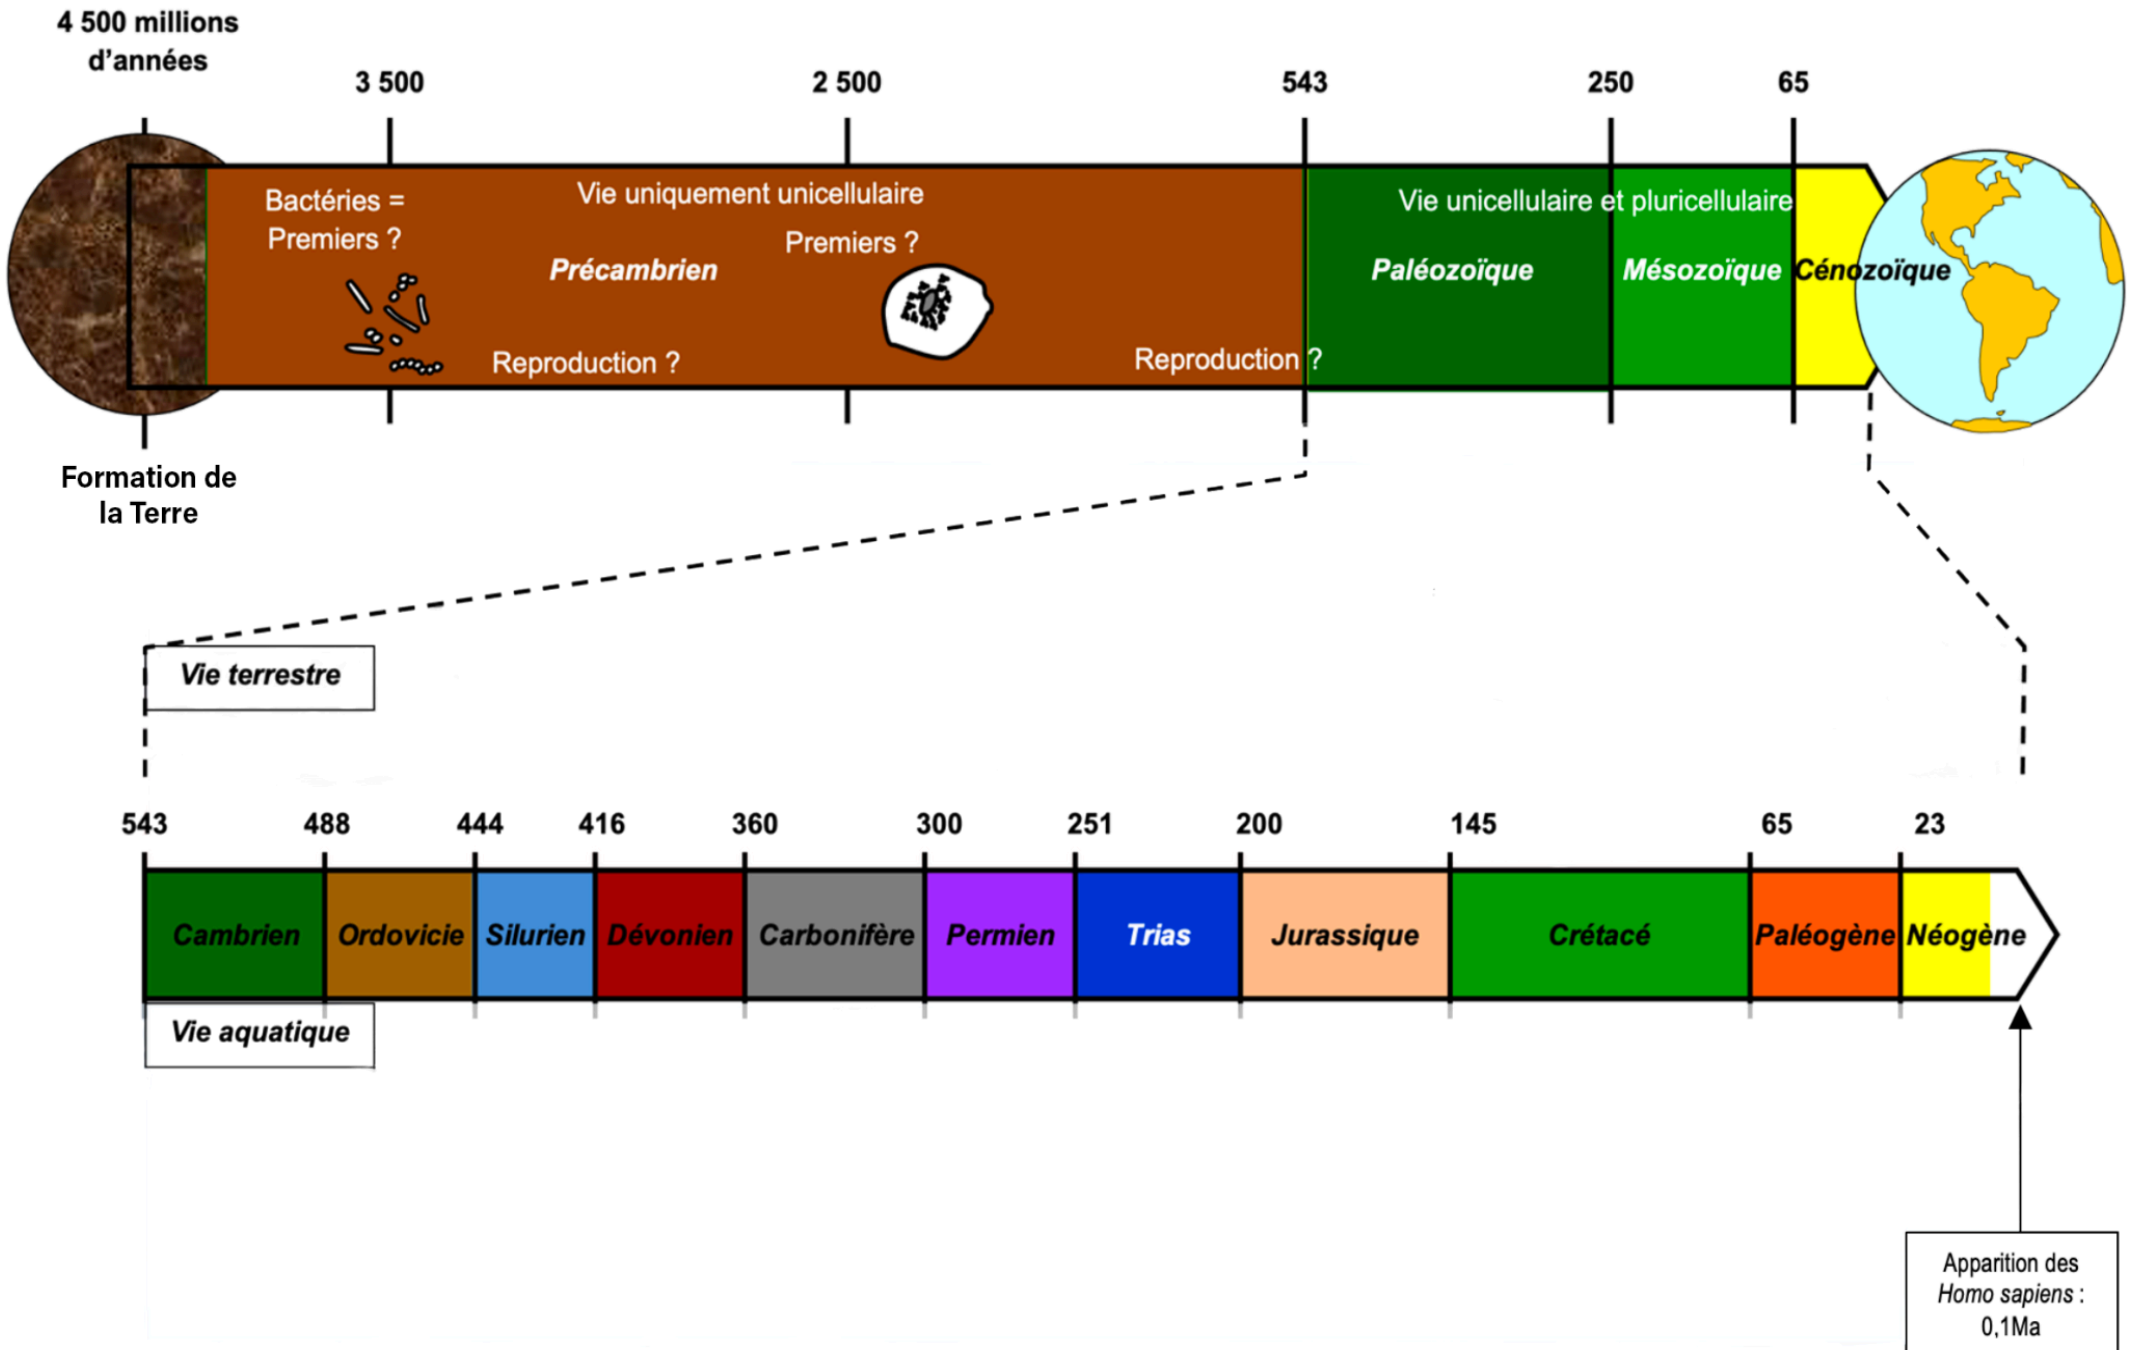 4 500 millions
d'années
3 500
2 500
543
250
65
Bactéries =
Premiers ?
Vie uniquement unicellulaire
Premiers ?
Vie unicellulaire et pluricellulaire
Précambrien
Paléozoïque
Mésozoïque
Cénozoïque
Reproduction ?
Reproduction ?
Formation de
la Terre
Vie terrestre
543
488
444
416
360
300
251
200
145
65
23
Cambrien
Ordovicie
Silurien
Dévonien
Carbonifère
Permien
Trias
Jurassique
Crétacé
Paléogène
Néogène
Vie aquatique
Apparition des
Homo sapiens :
0,1Ma